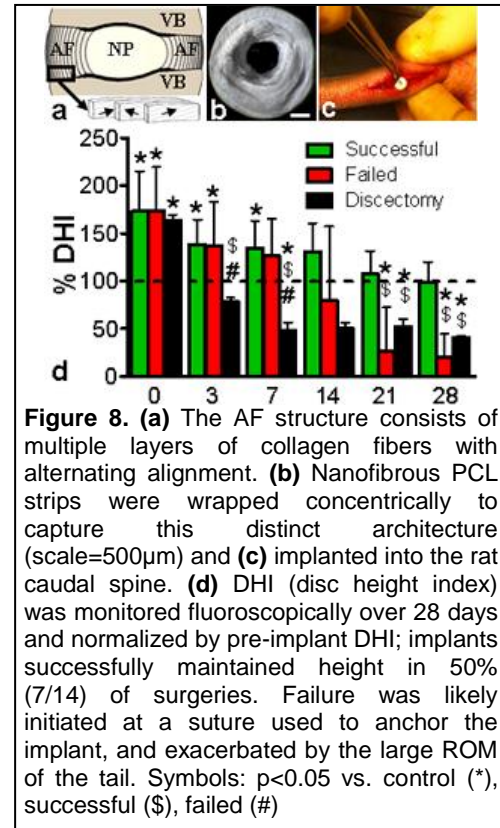 VB
AF NP AF
VB
a b c
250
200
150
100
50
0
% DHI
Successful
Failed
Discectomy
* * *
* * $ #
* * $ #
* $ * $
* $ * $
d
0 3 7 14 21 28
Figure 8. (a) The AF structure consists of
multiple layers of collagen fibers with
alternating alignment. (b) Nanofibrous PCL
strips were wrapped concentrically to
capture this distinct architecture
(scale=500µm) and (c) implanted into the rat
caudal spine. (d) DHI (disc height index)
was monitored fluoroscopically over 28 days
and normalized by pre-implant DHI; implants
successfully maintained height in 50%
(7/14) of surgeries. Failure was likely
initiated at a suture used to anchor the
implant, and exacerbated by the large ROM
of the tail. Symbols: p<0.05 vs. control (*),
successful ($), failed (#)